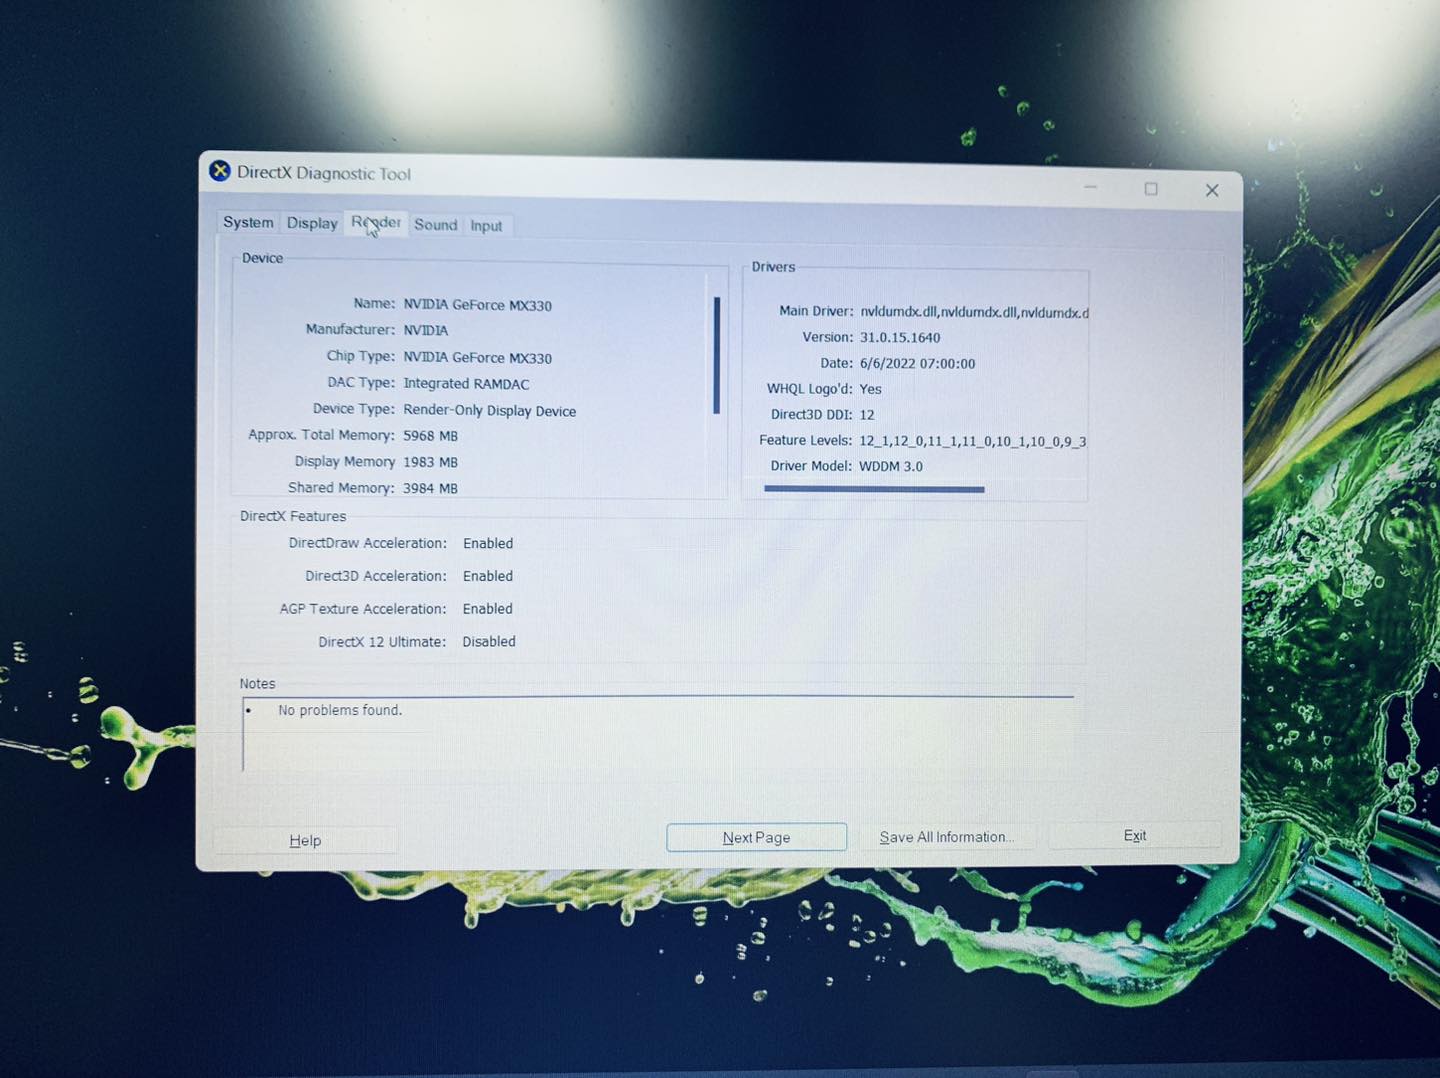 DirectX Diagnostic Tool
System Display Render Sound Input
Device
Name: NVIDIA GeForce MX330
Manufacturer: NVIDIA
Chip Type: NVIDIA GeForce MX330
DAC Type: Integrated RAMDAC
Device Type: Render-Only Display Device
Approx. Total Memory: 5968 MB
Display Memory 1983 MB
Shared Memory: 3984 MB
Drivers
Main Driver: nvldumdx.dll,nvldumdx.dll,nvldumdx.d
Version: 31.0.15.1640
Date: 6/6/2022 07:00:00
WHQL Logo'd: Yes
Direct3D DDI: 12
Feature Levels: 12_1,12_0,11_1,11_0,10_1,10_0,9_3
Driver Model: WDDM 3.0
DirectX Features
DirectDraw Acceleration: Enabled
Direct3D Acceleration: Enabled
AGP Texture Acceleration: Enabled
DirectX 12 Ultimate: Disabled
Notes
• No problems found.
Help Next Page Save All Information... Exit